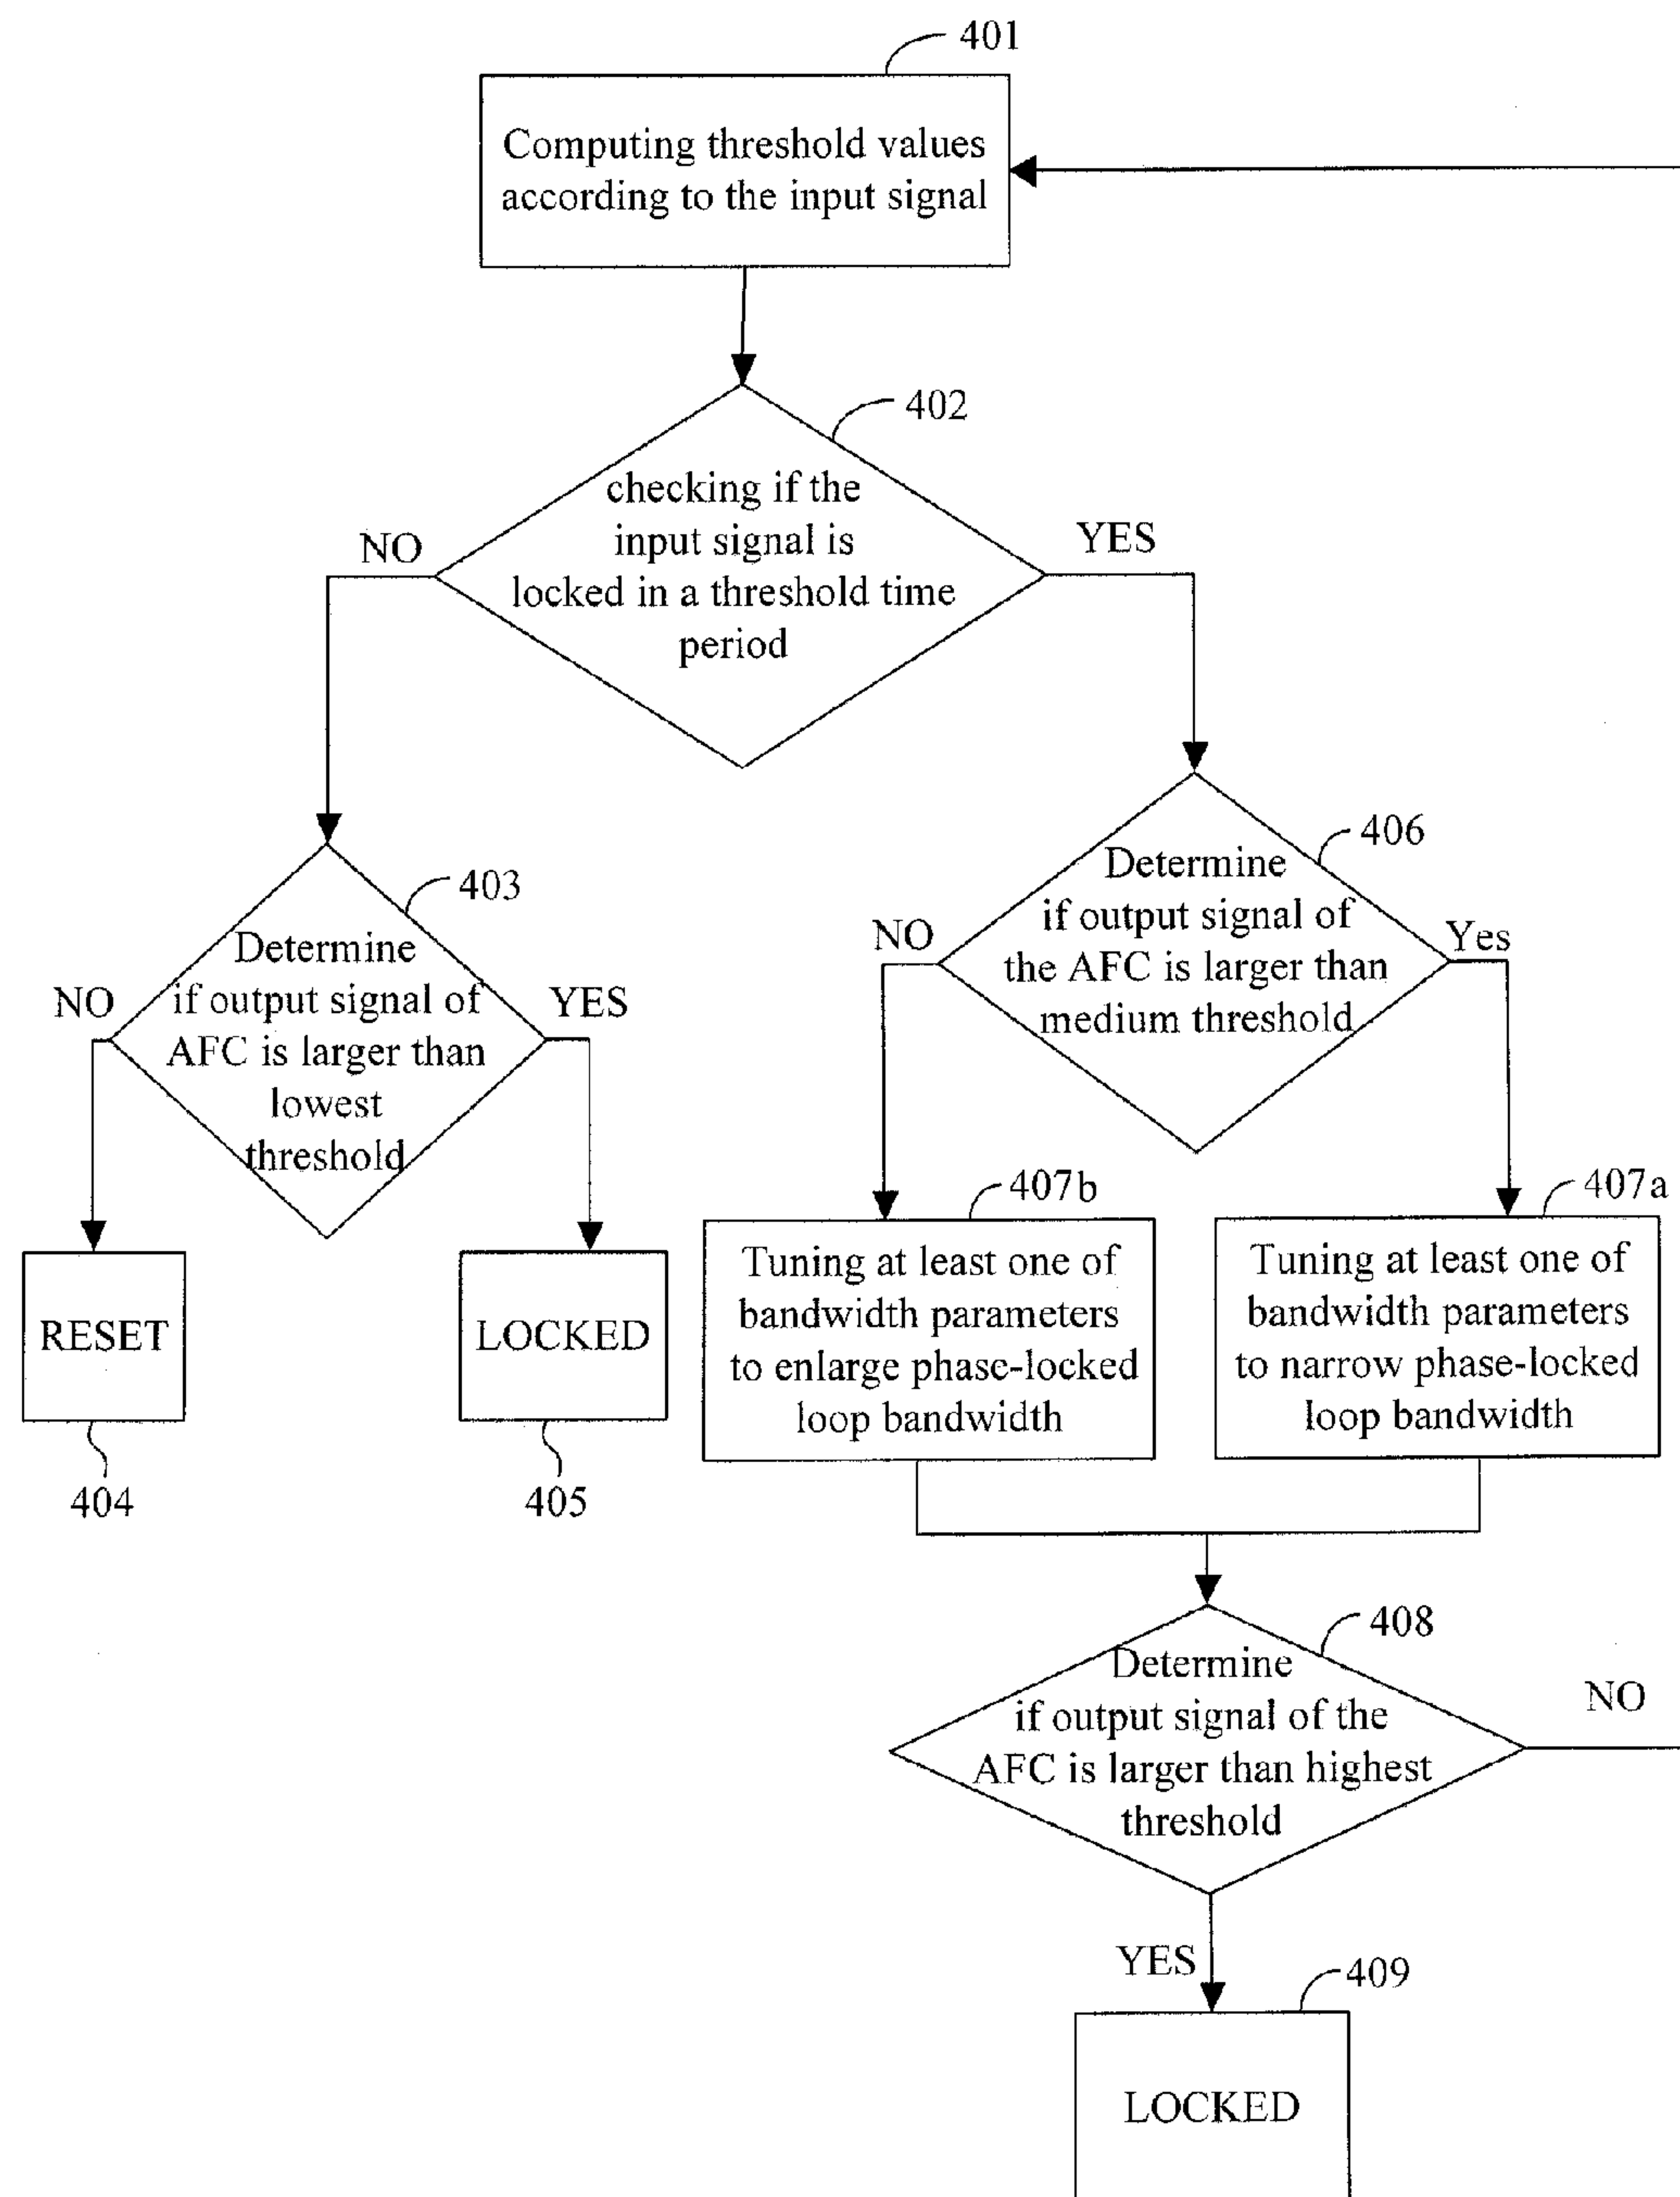 401
Computing threshold values
according to the input signal
402
checking if the
input signal is
locked in a threshold time
period
NO
YES
403
Determine
if output signal of
AFC is larger than
lowest
threshold
NO
YES
406
Determine
if output signal of
the AFC is larger than
medium threshold
NO
Yes
RESET
404
LOCKED
405
407b
Tuning at least one of
bandwidth parameters
to enlarge phase-locked
loop bandwidth
407a
Tuning at least one of
bandwidth parameters
to narrow phase-locked
loop bandwidth
408
Determine
if output signal of the
AFC is larger than highest
threshold
NO
YES
409
LOCKED